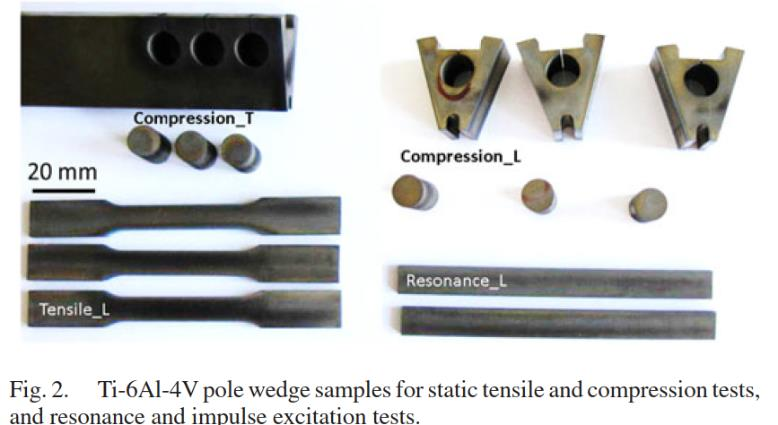 Compression_T
20 mm
Tensile_L
Compression_L
Resonance_L
Fig. 2. Ti-6Al-4V pole wedge samples for static tensile and compression tests,
and resonance and impulse excitation tests.